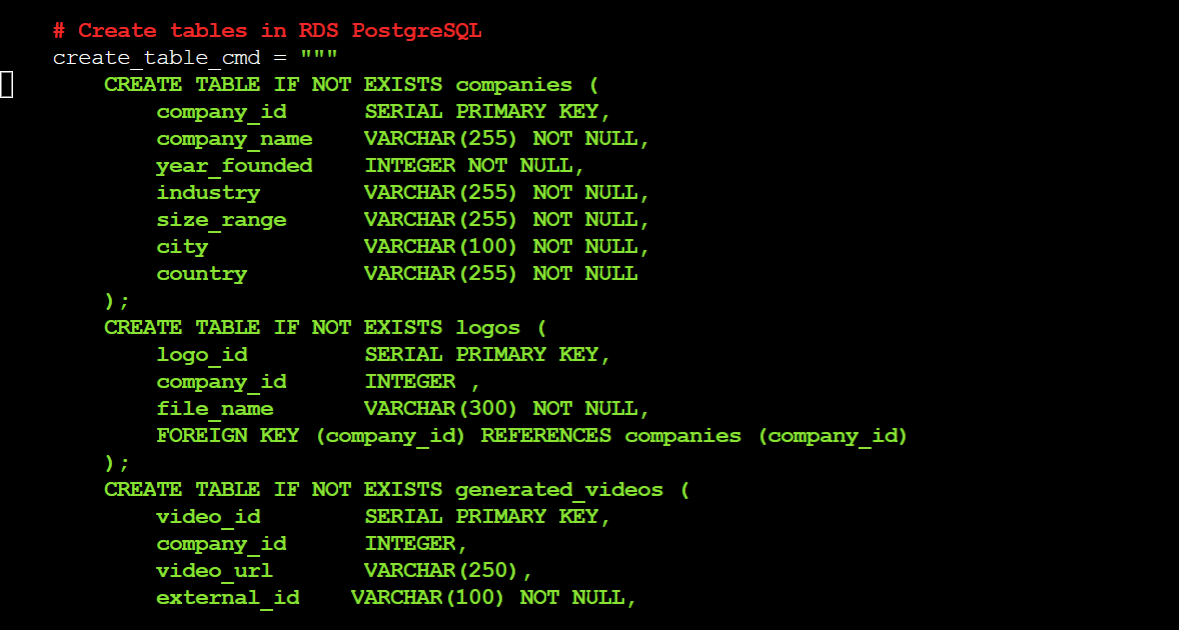 # Create tables in RDS PostgreSQL
create_table_cmd = """
CREATE TABLE IF NOT EXISTS companies (
company_id SERIAL PRIMARY KEY,
company_name VARCHAR(255) NOT NULL,
year_founded INTEGER NOT NULL,
industry VARCHAR(255) NOT NULL,
size_range VARCHAR(255) NOT NULL,
city VARCHAR(100) NOT NULL,
country VARCHAR(255) NOT NULL
);
CREATE TABLE IF NOT EXISTS logos (
logo_id SERIAL PRIMARY KEY,
company_id INTEGER ,
file_name VARCHAR(300) NOT NULL,
FOREIGN KEY (company_id) REFERENCES companies (company_id)
);
CREATE TABLE IF NOT EXISTS generated_videos (
video_id SERIAL PRIMARY KEY,
company_id INTEGER,
video_url VARCHAR(250),
external_id VARCHAR(100) NOT NULL,